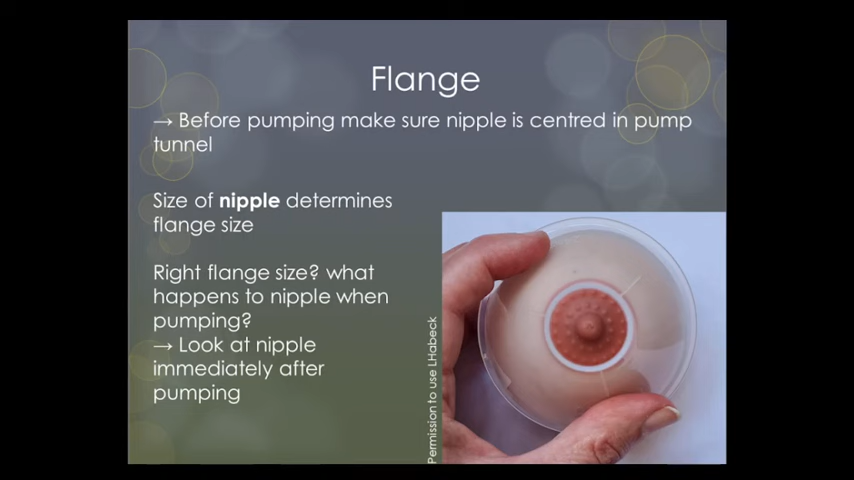 Flange
→ Before pumping make sure nipple is centred in pump
tunnel
Size of nipple determines
flange size
Right flange size? what
happens to nipple when
pumping?
→ Look at nipple
immediately after
pumping
Permission to use LHabeck